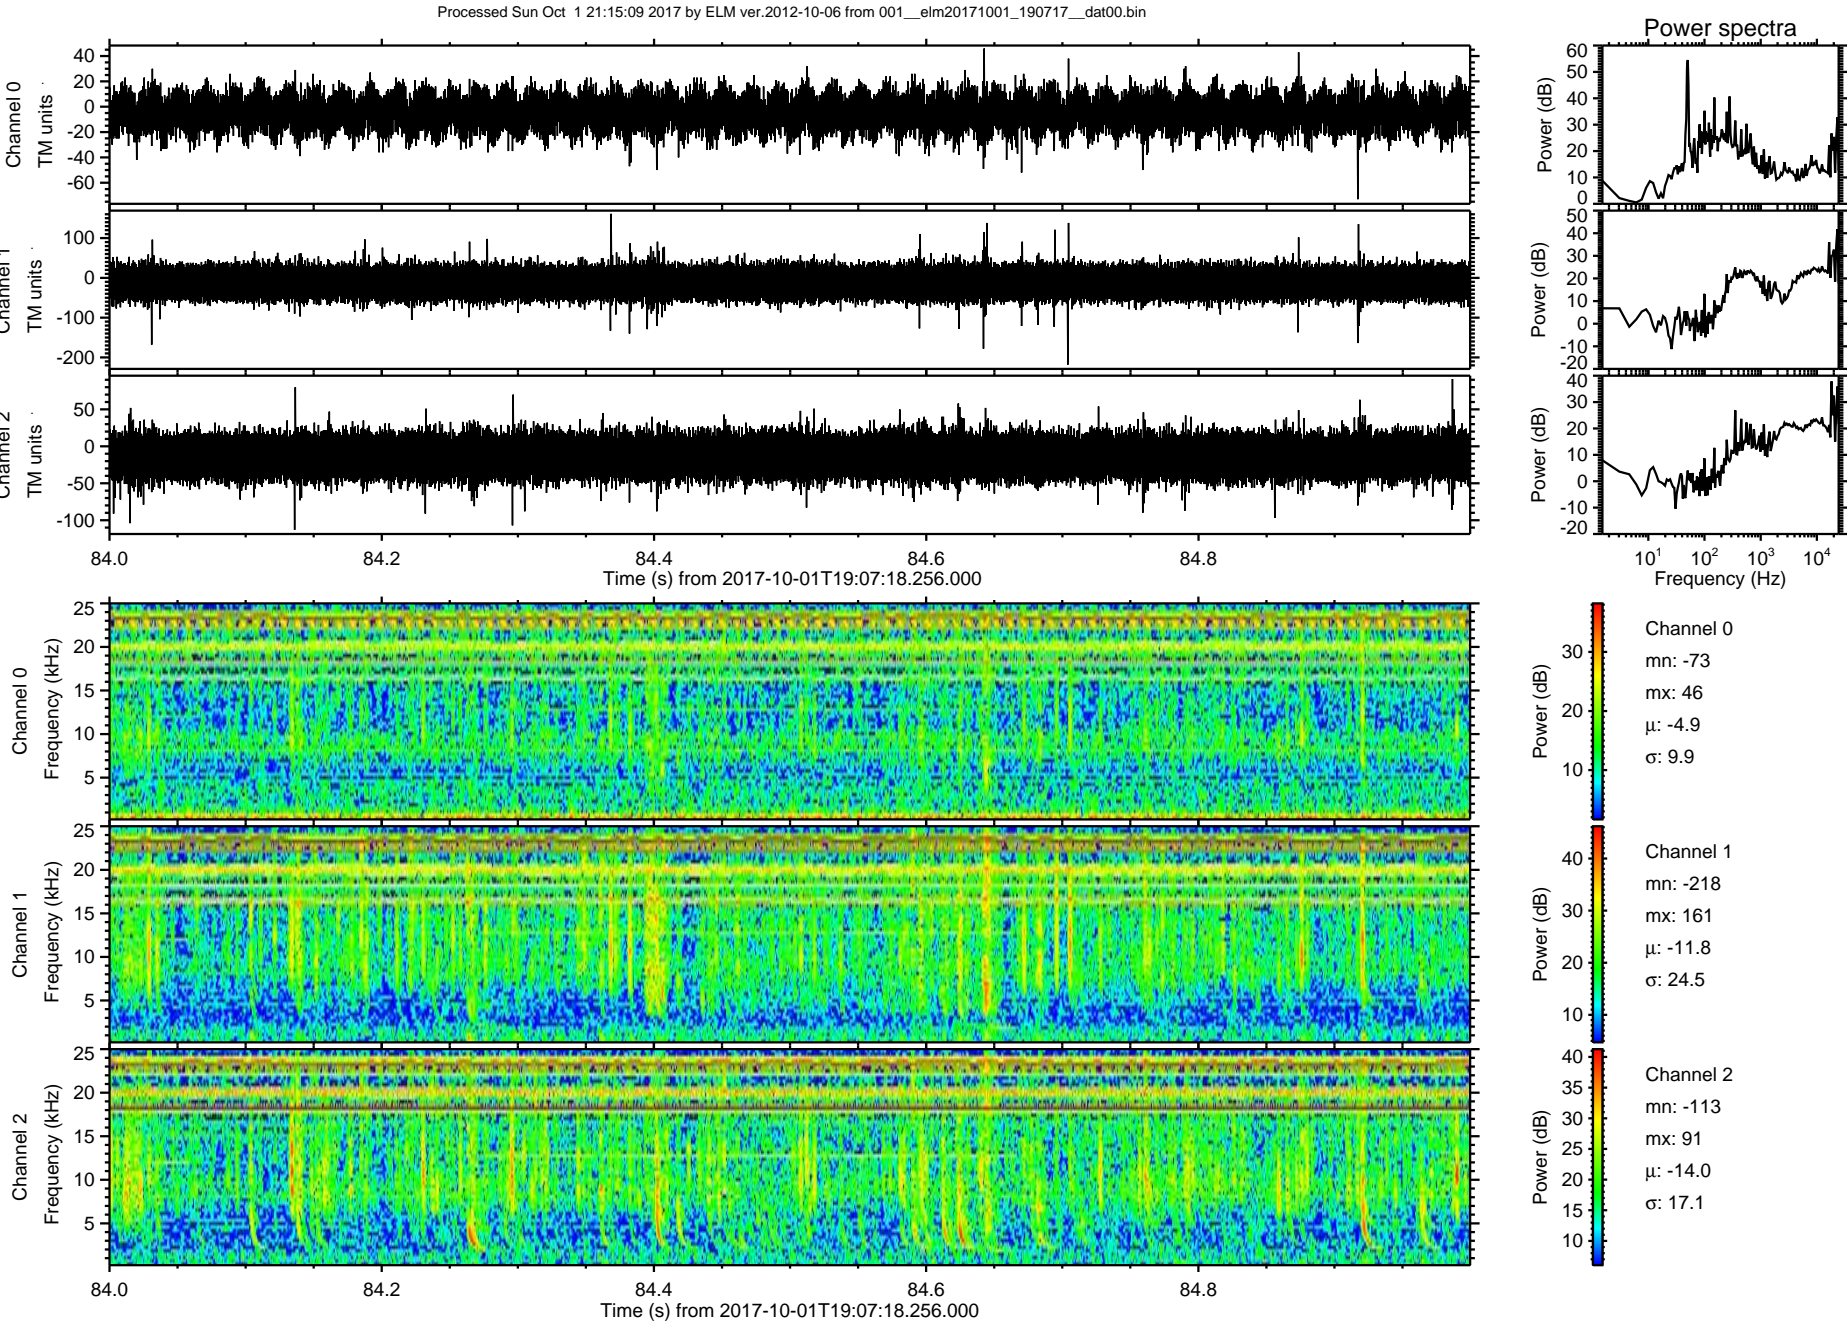 Processed Sun Oct 1 21:15:09 2017 by ELM ver.2012-10-06 from 001__elm20171001_190717__dat00.bin
Power spectra
Channel 0
TM units
40
20
0
-20
-40
-60
Power (dB)
60
50
40
30
20
10
0
Channel 1
TM units
100
0
-100
-200
Power (dB)
50
40
30
20
10
0
-10
-20
Channel 2
TM units
50
0
-50
-100
Power (dB)
40
30
20
10
0
-10
-20
84.0 84.2 84.4 84.6 84.8
Time (s) from 2017-10-01T19:07:18.256.000
10^1 10^2 10^3 10^4
Frequency (Hz)
Channel 0
Frequency (kHz)
25
20
15
10
5
Power (dB)
30
20
10
Channel 0
mn: -73
mx: 46
μ: -4.9
σ: 9.9
Channel 1
Frequency (kHz)
25
20
15
10
5
Power (dB)
40
30
20
10
Channel 1
mn: -218
mx: 161
μ: -11.8
σ: 24.5
Channel 2
Frequency (kHz)
25
20
15
10
5
Power (dB)
40
35
30
25
20
15
10
Channel 2
mn: -113
mx: 91
μ: -14.0
σ: 17.1
84.0 84.2 84.4 84.6 84.8
Time (s) from 2017-10-01T19:07:18.256.000